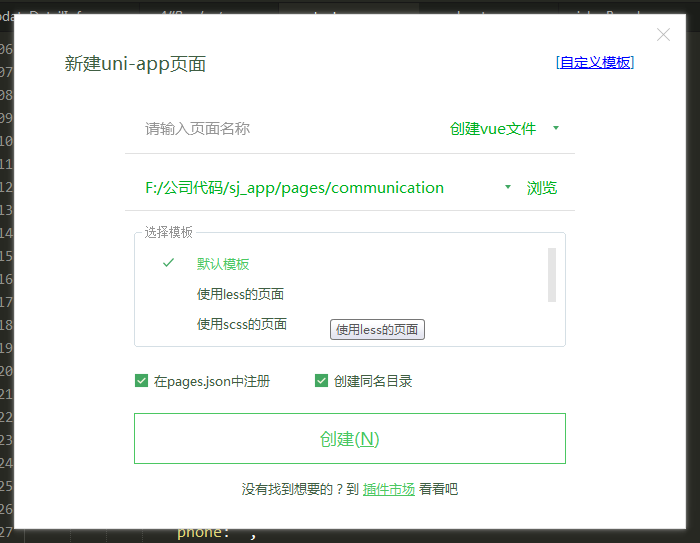 新建uni-app页面
[自定义模板]
请输入页面名称
创建vue文件
F:/公司代码/sj_app/pages/communication
浏览
选择模板
默认模板
使用less的页面
使用scss的页面
使用less的页面
在pages.json中注册
创建同名目录
创建(N)
没有找到想要的？到 插件市场 看看吧
06
07
08
09
10
11
12
13
14
15
16
17
18
19
20
21
22
23
24
25
26
27
phone: ,